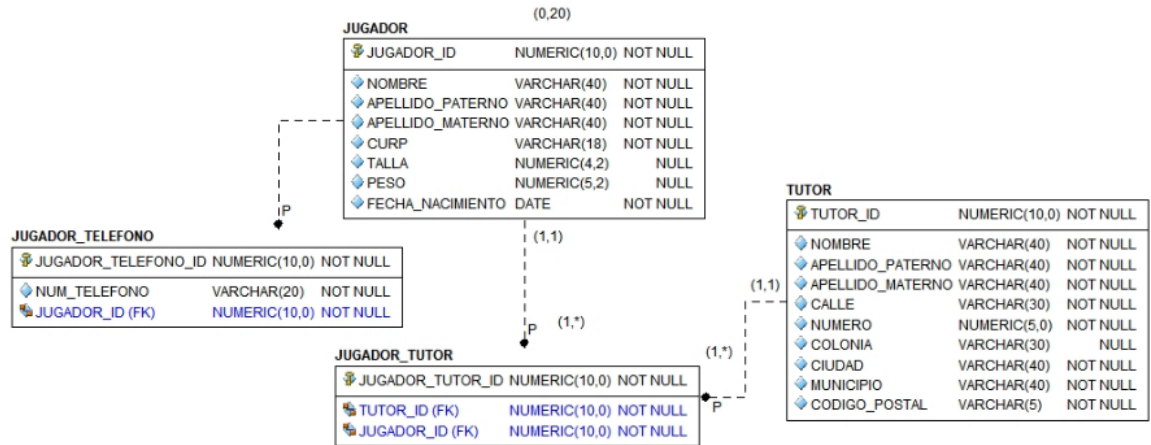 (0,20)
JUGADOR
JUGADOR_ID NUMERIC(10,0) NOT NULL
NOMBRE VARCHAR(40) NOT NULL
APELLIDO_PATERNO VARCHAR(40) NOT NULL
APELLIDO_MATERNO VARCHAR(40) NOT NULL
CURP VARCHAR(18) NOT NULL
TALLA NUMERIC(4,2) NULL
PESO NUMERIC(5,2) NULL
FECHA_NACIMIENTO DATE NOT NULL
P
JUGADOR_TELEFONO
JUGADOR_TELEFONO_ID NUMERIC(10,0) NOT NULL
NUM_TELEFONO VARCHAR(20) NOT NULL
JUGADOR_ID (FK) NUMERIC(10,0) NOT NULL
(1,1)
P (1,*)
JUGADOR_TUTOR
JUGADOR_TUTOR_ID NUMERIC(10,0) NOT NULL
TUTOR_ID (FK) NUMERIC(10,0) NOT NULL
JUGADOR_ID (FK) NUMERIC(10,0) NOT NULL
(1,1)
(1,*)
P
TUTOR
TUTOR_ID NUMERIC(10,0) NOT NULL
NOMBRE VARCHAR(40) NOT NULL
APELLIDO_PATERNO VARCHAR(40) NOT NULL
APELLIDO_MATERNO VARCHAR(40) NOT NULL
CALLE VARCHAR(30) NOT NULL
NUMERO NUMERIC(5,0) NOT NULL
COLONIA VARCHAR(30) NULL
CIUDAD VARCHAR(40) NOT NULL
MUNICIPIO VARCHAR(40) NOT NULL
CODIGO_POSTAL VARCHAR(5) NOT NULL